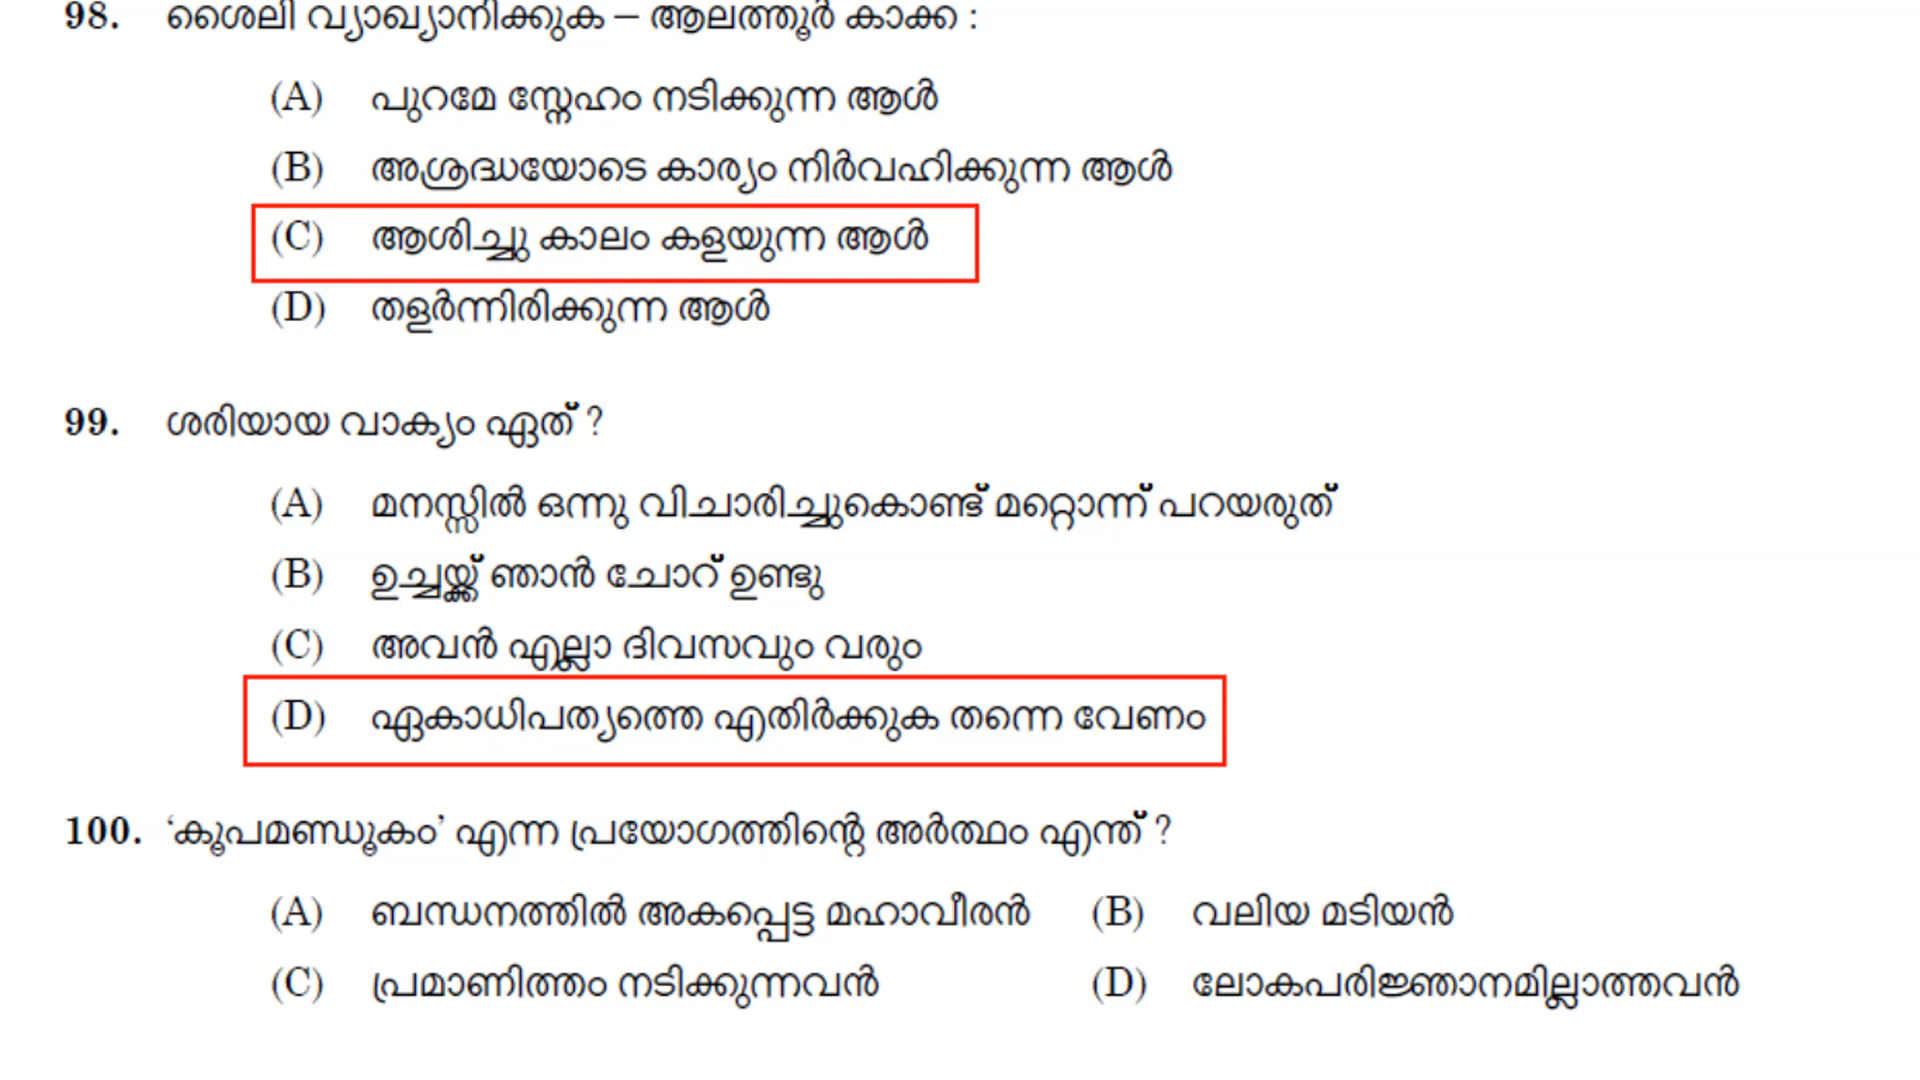 98. ശൈലി വ്യാഖ്യാനിക്കുക – ആലത്തൂർ കാക്ക :
(A) പുറമേ സ്നേഹം നടിക്കുന്ന ആൾ
(B) അശ്രദ്ധയോടെ കാര്യം നിർവഹിക്കുന്ന ആൾ
(C) ആശിച്ചു കാലം കളയുന്ന ആൾ
(D) തളർന്നിരിക്കുന്ന ആൾ
99. ശരിയായ വാക്യം ഏത് ?
(A) മനസ്സിൽ ഒന്നു വിചാരിച്ചുകൊണ്ട് മറ്റൊന്ന് പറയരുത്
(B) ഉച്ചയ്ക്ക് ഞാൻ ചോറ് ഉണ്ടു
(C) അവൻ എല്ലാ ദിവസവും വരും
(D) ഏകാധിപത്യത്തെ എതിർക്കുക തന്നെ വേണം
100. ‘കൂപമണ്ഡൂകം’ എന്ന പ്രയോഗത്തിന്റെ അർത്ഥം എന്ത് ?
(A) ബന്ധനത്തിൽ അകപ്പെട്ട മഹാവീരൻ (B) വലിയ മടിയൻ
(C) പ്രമാണിത്തം നടിക്കുന്നവൻ (D) ലോകപരിജ്ഞാനമില്ലാത്തവൻ